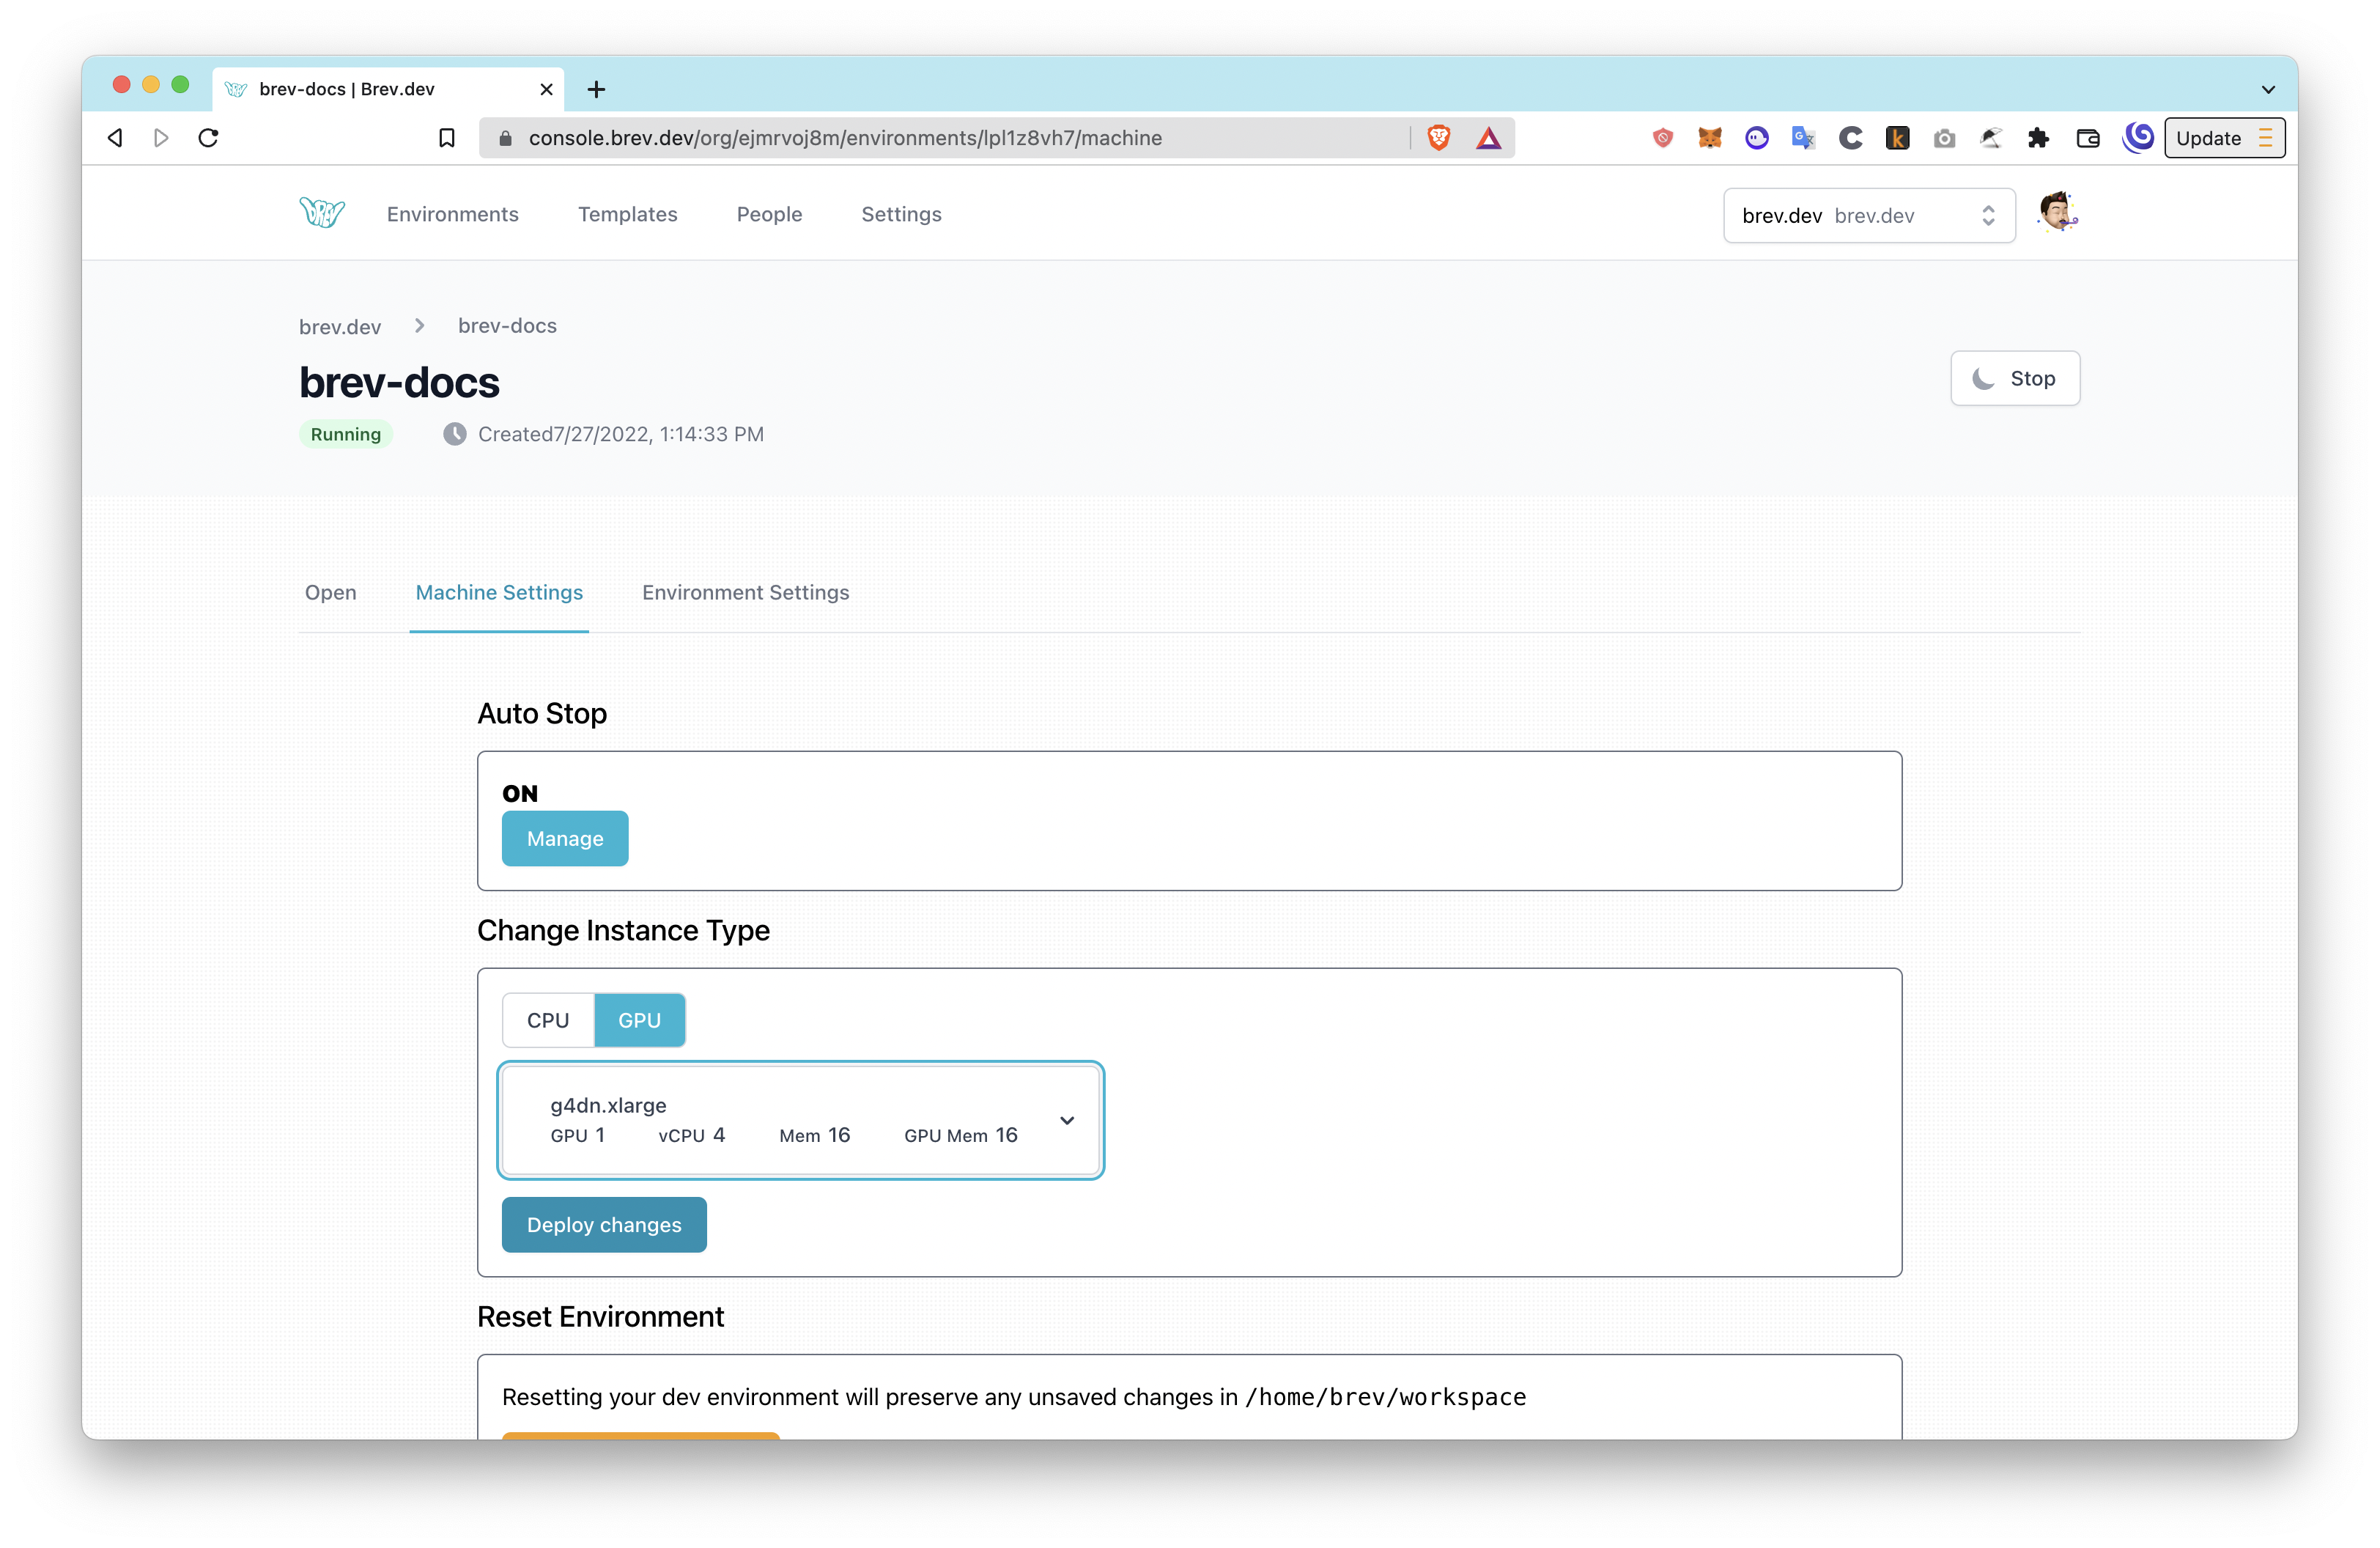 brev-docs | Brev.dev
console.brev.dev/org/ejmrvoj8m/environments/lpl1z8vh7/machine
Update
BREV
Environments
Templates
People
Settings
brev.dev brev.dev
brev.dev
brev-docs
brev-docs
Stop
Running
Created7/27/2022, 1:14:33 PM
Open
Machine Settings
Environment Settings
Auto Stop
ON
Manage
Change Instance Type
CPU
GPU
g4dn.xlarge
GPU 1 vCPU 4 Mem 16 GPU Mem 16
Deploy changes
Reset Environment
Resetting your dev environment will preserve any unsaved changes in /home/brev/workspace